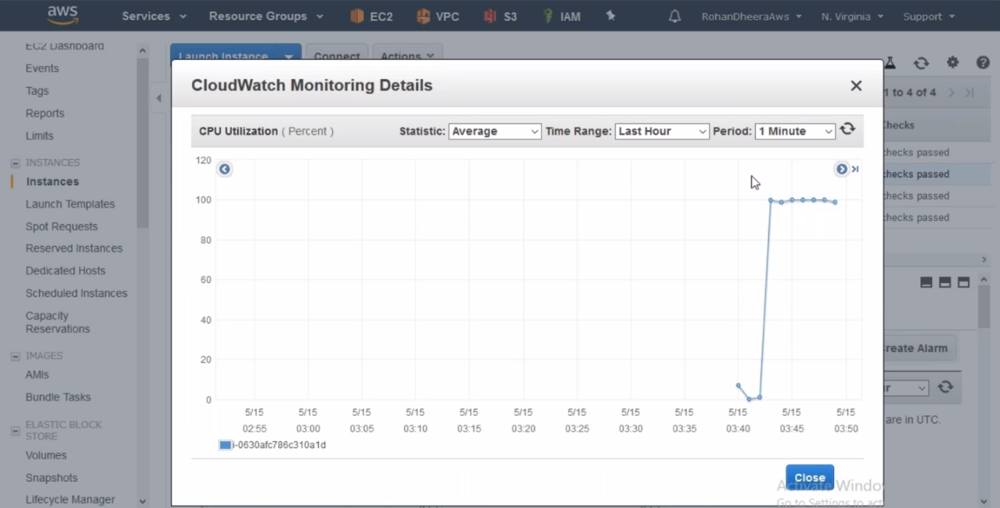 aws Services Resource Groups EC2 VPC S3 IAM RohanDheeraAws N. Virginia Support
EC2 Dashboard
Events
Tags
Reports
Limits
INSTANCES
Instances
Launch Templates
Spot Requests
Reserved Instances
Dedicated Hosts
Scheduled Instances
Capacity
Reservations
IMAGES
AMIs
Bundle Tasks
ELASTIC BLOCK
STORE
Volumes
Snapshots
Lifecycle Manager
Launch Instance Connect Actions
1 to 4 of 4
checks passed
checks passed
checks passed
checks passed
reate Alarm
are in UTC.
CloudWatch Monitoring Details
CPU Utilization ( Percent ) Statistic: Average Time Range: Last Hour Period: 1 Minute
120
100
80
60
40
20
0
5/15 5/15 5/15 5/15 5/15 5/15 5/15 5/15 5/15 5/15 5/15 5/15
02:55 03:00 03:05 03:10 03:15 03:20 03:25 03:30 03:35 03:40 03:45 03:50
i-0630afc786c310a1d
Close
Activate Windo
Go to Settings to act